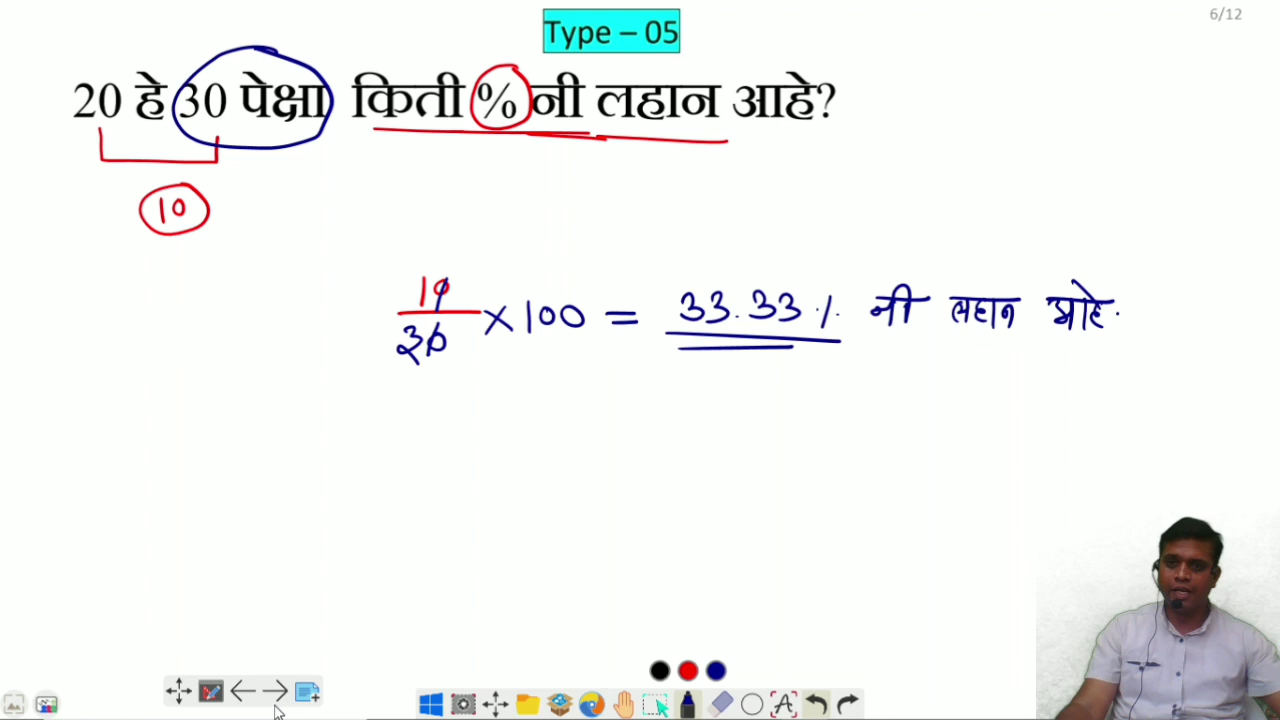 6/12
Type – 05
20 हे 30 पेक्षा किती % नी लहान आहे?
10
10/30 × 100 = 33.33 % नी लहान आहे.